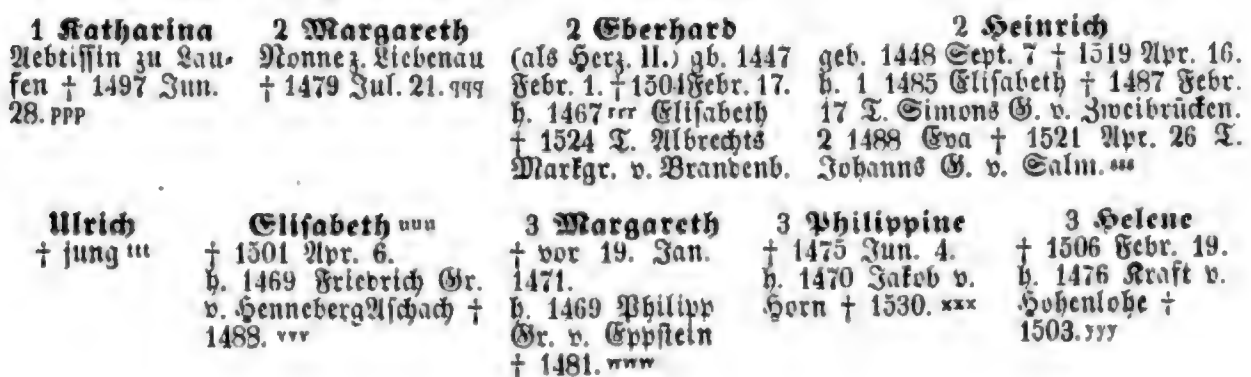 1 Katharina
Aebtissin zu Lau-
fen † 1497 Jun.
28. ppp
2 Margareth
Nonne z. Liebenau
† 1479 Jul. 21. qqq
2 Eberhard
(als Herz. II.) gb. 1447
Febr. 1. † 1504 Febr. 17.
h. 1467 rrr Elisabeth
† 1524 T. Albrechts
Markgr. v. Brandenb.
2 Heinrich
geb. 1448 Sept. 7 † 1519 Apr. 16.
h. 1 1485 Elisabeth † 1487 Febr.
17 T. Simons G. v. Zweibrücken.
2 1488 Eva † 1521 Apr. 26 T.
Johanns G. v. Salm. sss
Ulrich
† jung ttt
Elisabeth uuu
† 1501 Apr. 6.
h. 1469 Friedrich Gr.
v. HennebergAschach †
1488. vvv
3 Margareth
† vor 19. Jan.
1471.
h. 1469 Philipp
Gr. v. Eppstein
† 1481. www
3 Philippine
† 1475 Jun. 4.
h. 1470 Jakob v.
Horn † 1530. xxx
3 Helene
† 1506 Febr. 19.
h. 1476 Kraft v.
Hohenlohe †
1503. yyy